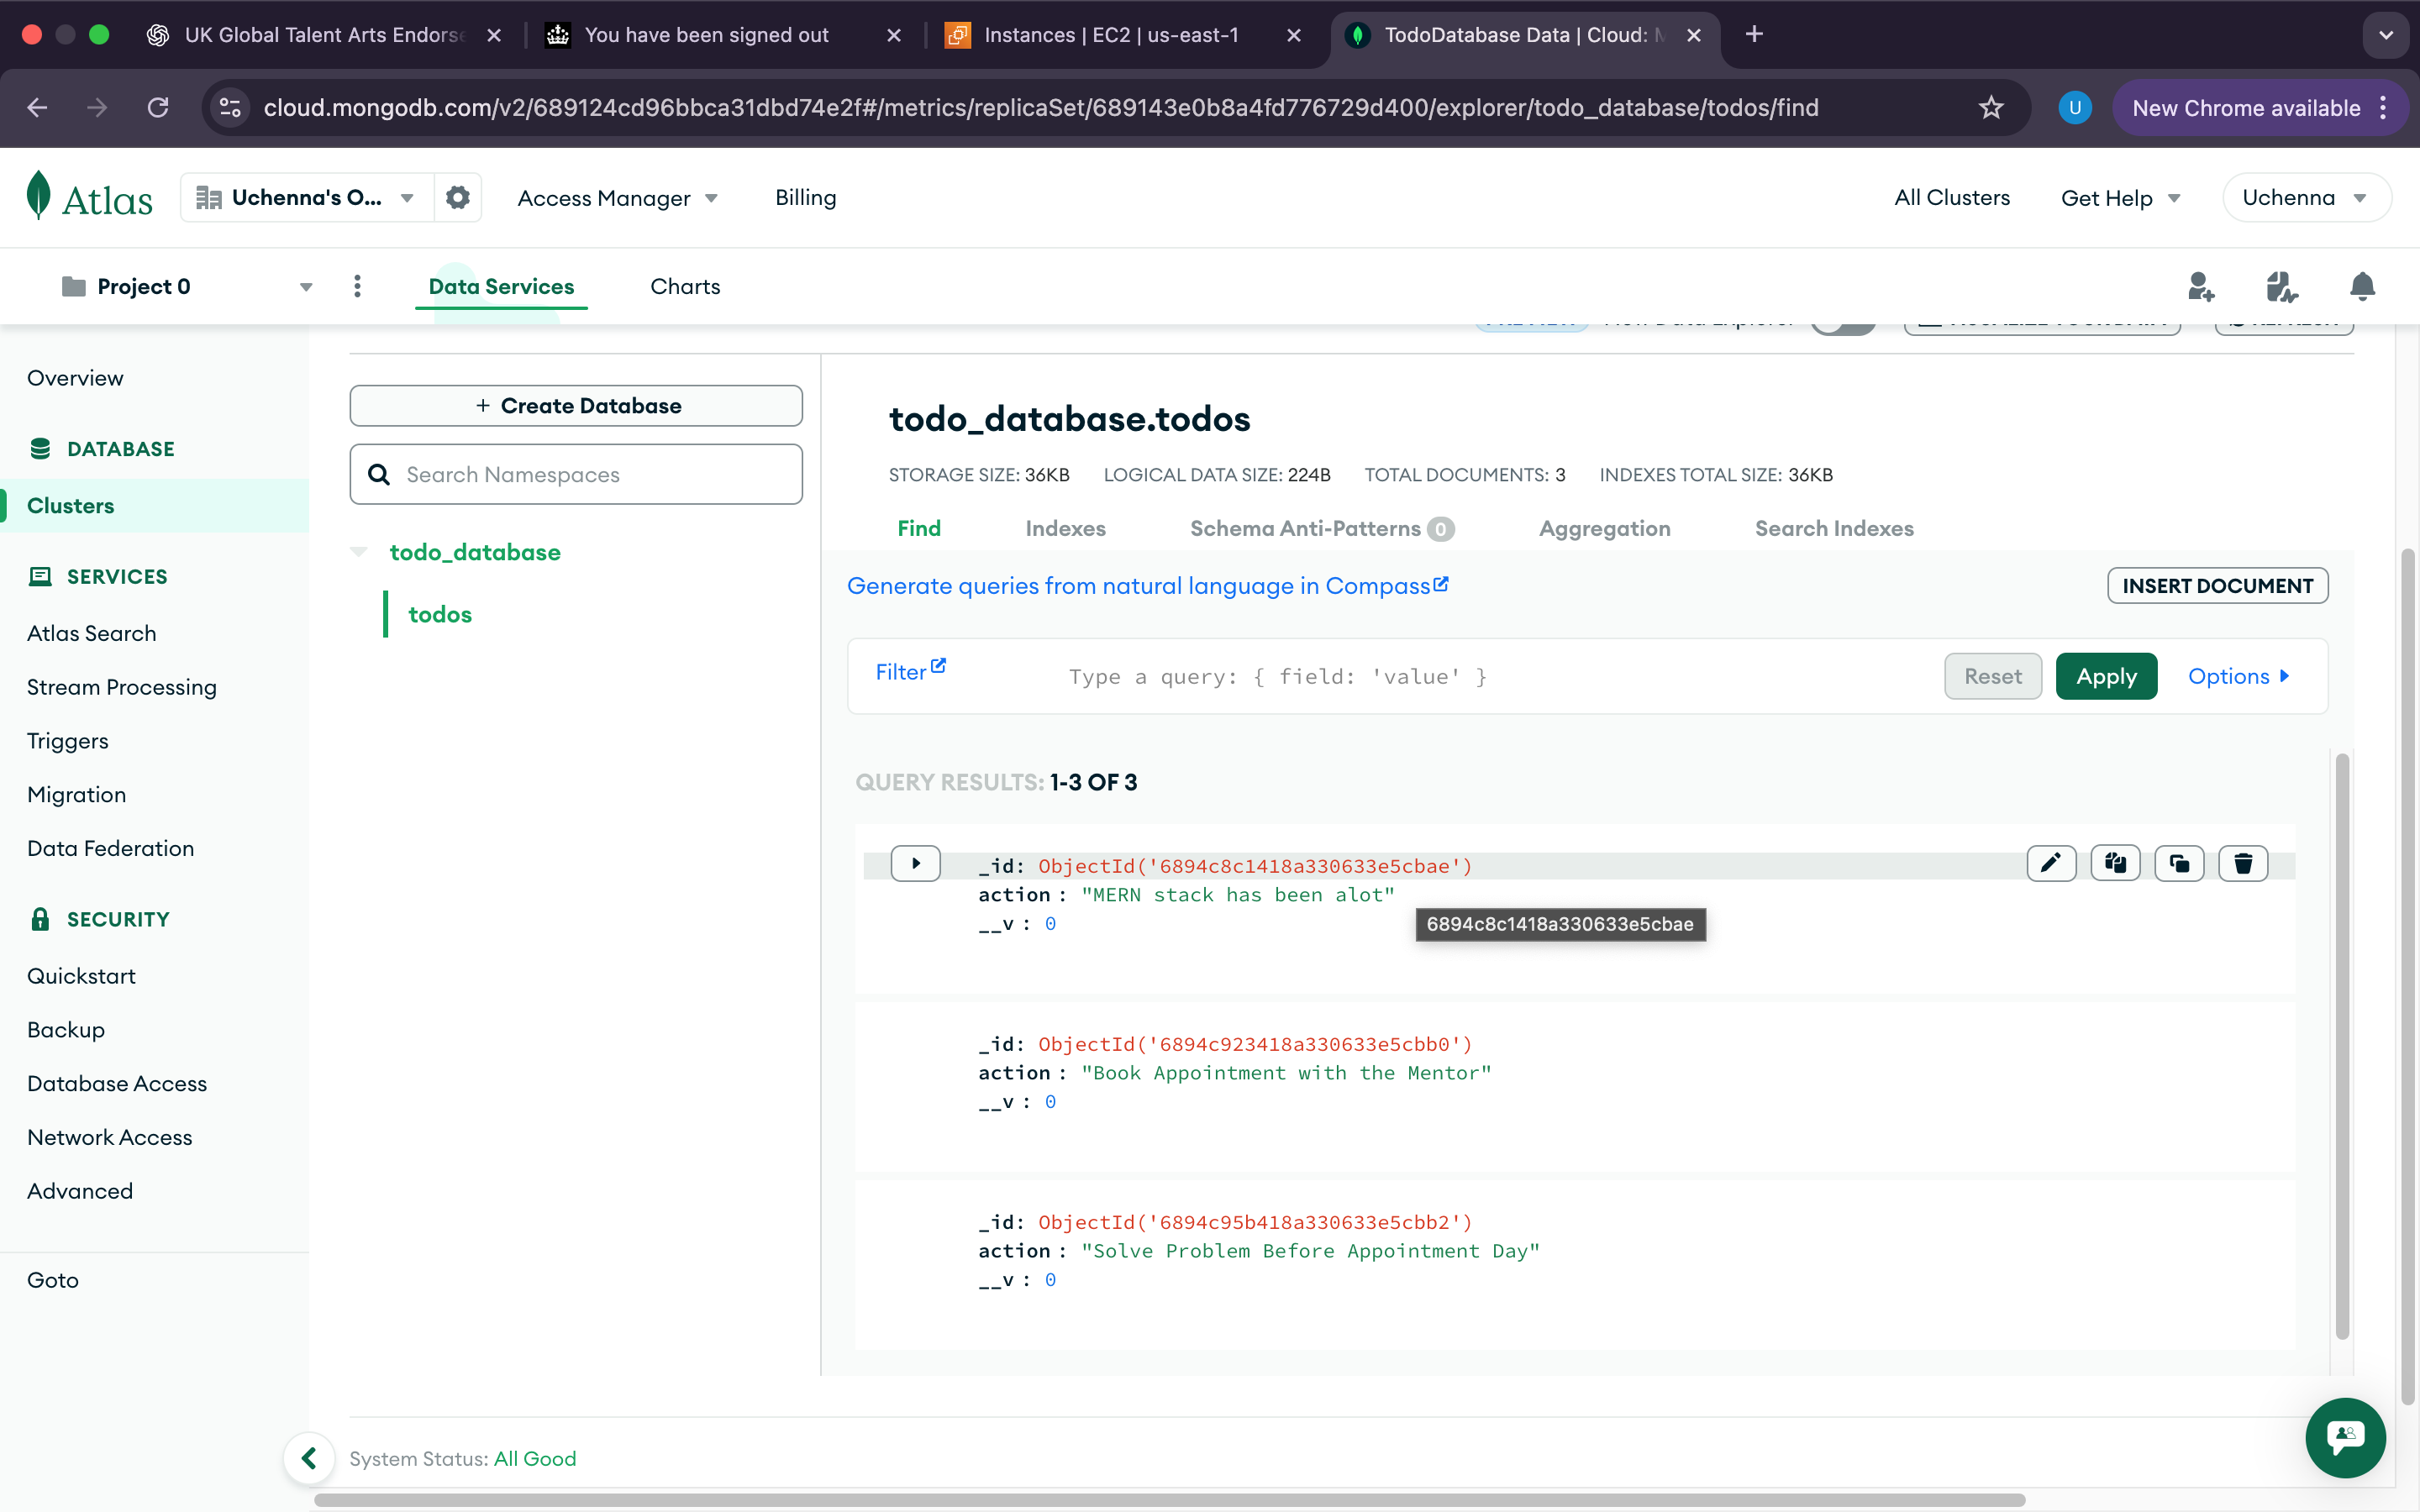 UK Global Talent Arts Endorse
You have been signed out
Instances | EC2 | us-east-1
TodoDatabase Data | Cloud: M
cloud.mongodb.com/v2/689124cd96bbca31dbd74e2f#/metrics/replicaSet/689143e0b8a4fd776729d400/explorer/todo_database/todos/find
U
New Chrome available
Atlas
Uchenna's O...
Access Manager
Billing
All Clusters
Get Help
Uchenna
Project 0
Data Services
Charts
Overview
DATABASE
Clusters
SERVICES
Atlas Search
Stream Processing
Triggers
Migration
Data Federation
SECURITY
Quickstart
Backup
Database Access
Network Access
Advanced
Goto
+ Create Database
Search Namespaces
todo_database
todos
todo_database.todos
STORAGE SIZE: 36KB LOGICAL DATA SIZE: 224B TOTAL DOCUMENTS: 3 INDEXES TOTAL SIZE: 36KB
Find Indexes Schema Anti-Patterns 0 Aggregation Search Indexes
Generate queries from natural language in Compass
INSERT DOCUMENT
Filter
Type a query: { field: 'value' }
Reset
Apply
Options
QUERY RESULTS: 1-3 OF 3
_id: ObjectId('6894c8c1418a330633e5cbae')
action : "MERN stack has been alot"
__v : 0
6894c8c1418a330633e5cbae
_id: ObjectId('6894c923418a330633e5cbb0')
action : "Book Appointment with the Mentor"
__v : 0
_id: ObjectId('6894c95b418a330633e5cbb2')
action : "Solve Problem Before Appointment Day"
__v : 0
System Status: All Good